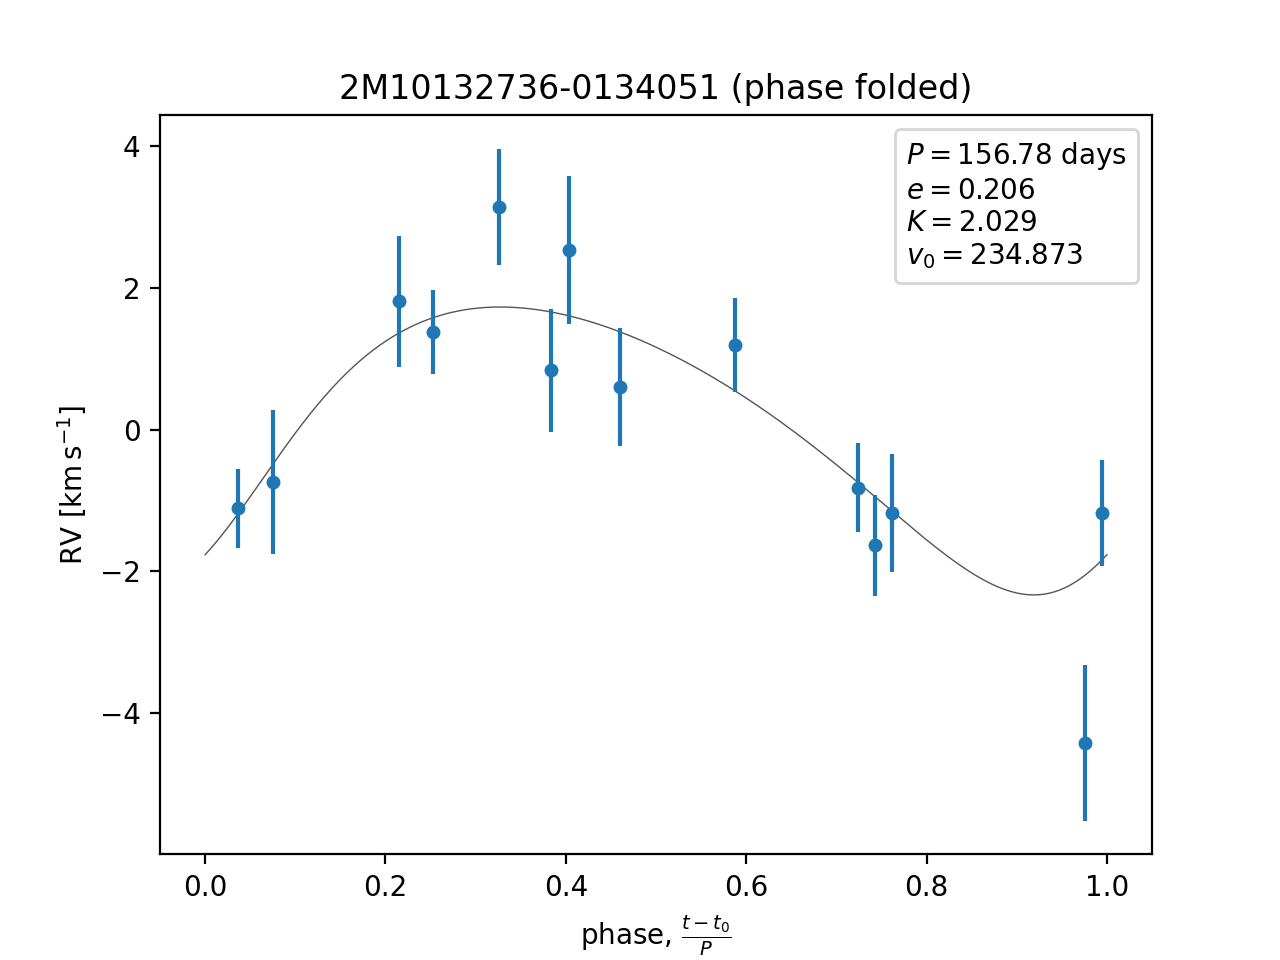 2M10132736-0134051 (phase folded)
P = 156.78 days
e = 0.206
K = 2.029
v₀ = 234.873
4
2
0
−2
−4
RV [km s⁻¹]
0.0 0.2 0.4 0.6 0.8 1.0
phase, (t − t₀)/P